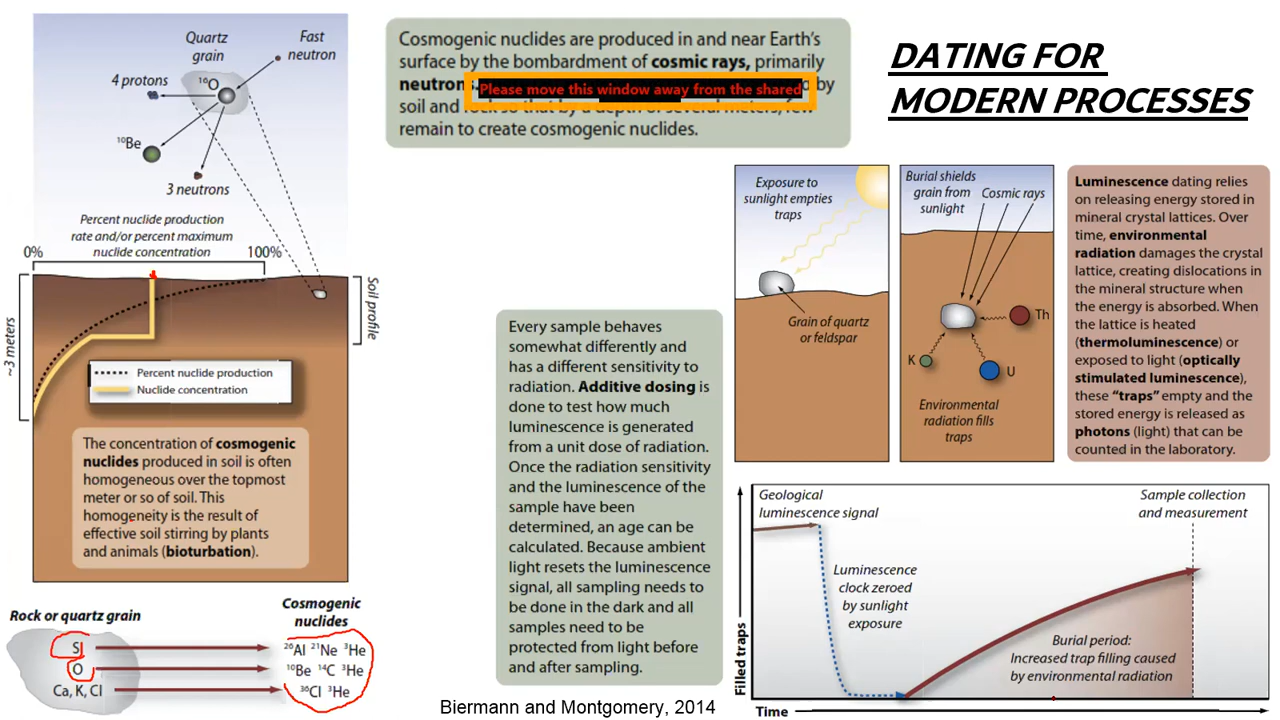 DATING FOR
MODERN PROCESSES
Quartz
grain
Fast
neutron
4 protons
¹⁶O
¹⁰Be
3 neutrons
Percent nuclide production
rate and/or percent maximum
nuclide concentration
0%
100%
Soil profile
~3 meters
Percent nuclide production
Nuclide concentration
The concentration of cosmogenic
nuclides produced in soil is often
homogeneous over the topmost
meter or so of soil. This
homogeneity is the result of
effective soil stirring by plants
and animals (bioturbation).
Rock or quartz grain
Cosmogenic
nuclides
Si
²⁶Al ²¹Ne ³He
O
¹⁰Be ¹⁴C ³He
Ca, K, Cl
³⁶Cl ³He
Cosmogenic nuclides are produced in and near Earth's
surface by the bombardment of cosmic rays, primarily
neutrons. by
Please move this window away from the shared
soil and rock so that by a depth of several meters, few
remain to create cosmogenic nuclides.
Every sample behaves
somewhat differently and
has a different sensitivity to
radiation. Additive dosing is
done to test how much
luminescence is generated
from a unit dose of radiation.
Once the radiation sensitivity
and the luminescence of the
sample have been
determined, an age can be
calculated. Because ambient
light resets the luminescence
signal, all sampling needs to
be done in the dark and all
samples need to be
protected from light before
and after sampling.
Biermann and Montgomery, 2014
Exposure to
sunlight empties
traps
Grain of quartz
or feldspar
Burial shields
grain from
sunlight
Cosmic rays
Th
K
U
Environmental
radiation fills
traps
Luminescence dating relies
on releasing energy stored in
mineral crystal lattices. Over
time, environmental
radiation damages the crystal
lattice, creating dislocations in
the mineral structure when
the energy is absorbed. When
the lattice is heated
(thermoluminescence) or
exposed to light (optically
stimulated luminescence),
these "traps" empty and the
stored energy is released as
photons (light) that can be
counted in the laboratory.
Geological
luminescence signal
Sample collection
and measurement
Luminescence
clock zeroed
by sunlight
exposure
Burial period:
Increased trap filling caused
by environmental radiation
Filled traps
Time